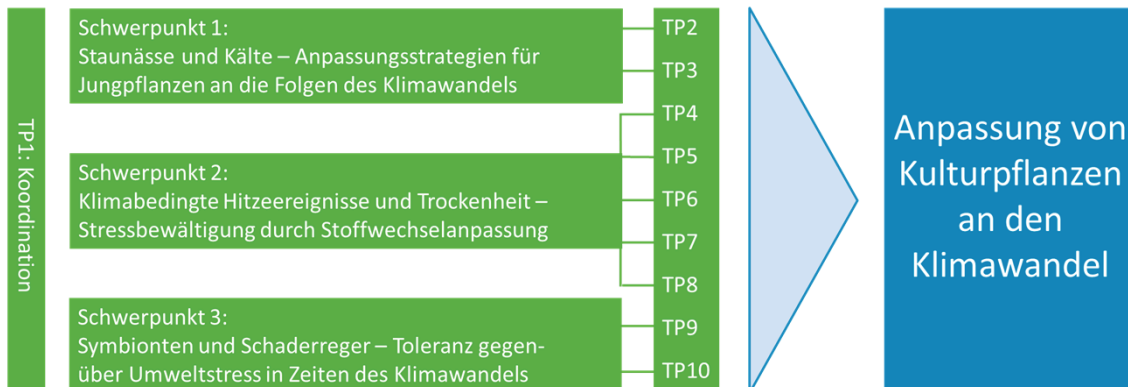 TP1: Koordination
Schwerpunkt 1:
Staunässe und Kälte – Anpassungsstrategien für
Jungpflanzen an die Folgen des Klimawandels
Schwerpunkt 2:
Klimabedingte Hitzeereignisse und Trockenheit –
Stressbewältigung durch Stoffwechselanpassung
Schwerpunkt 3:
Symbionten und Schaderreger – Toleranz gegen-
über Umweltstress in Zeiten des Klimawandels
TP2
TP3
TP4
TP5
TP6
TP7
TP8
TP9
TP10
Anpassung von
Kulturpflanzen
an den
Klimawandel